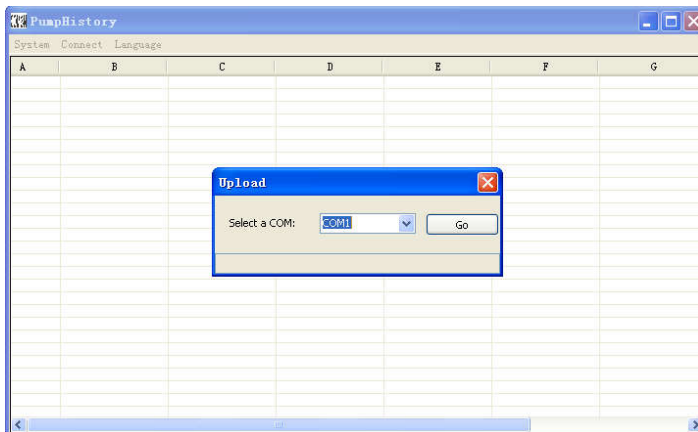 PumpHistory
System Connect Language
A B C D E F G
Upload
Select a COM: COM1 Go